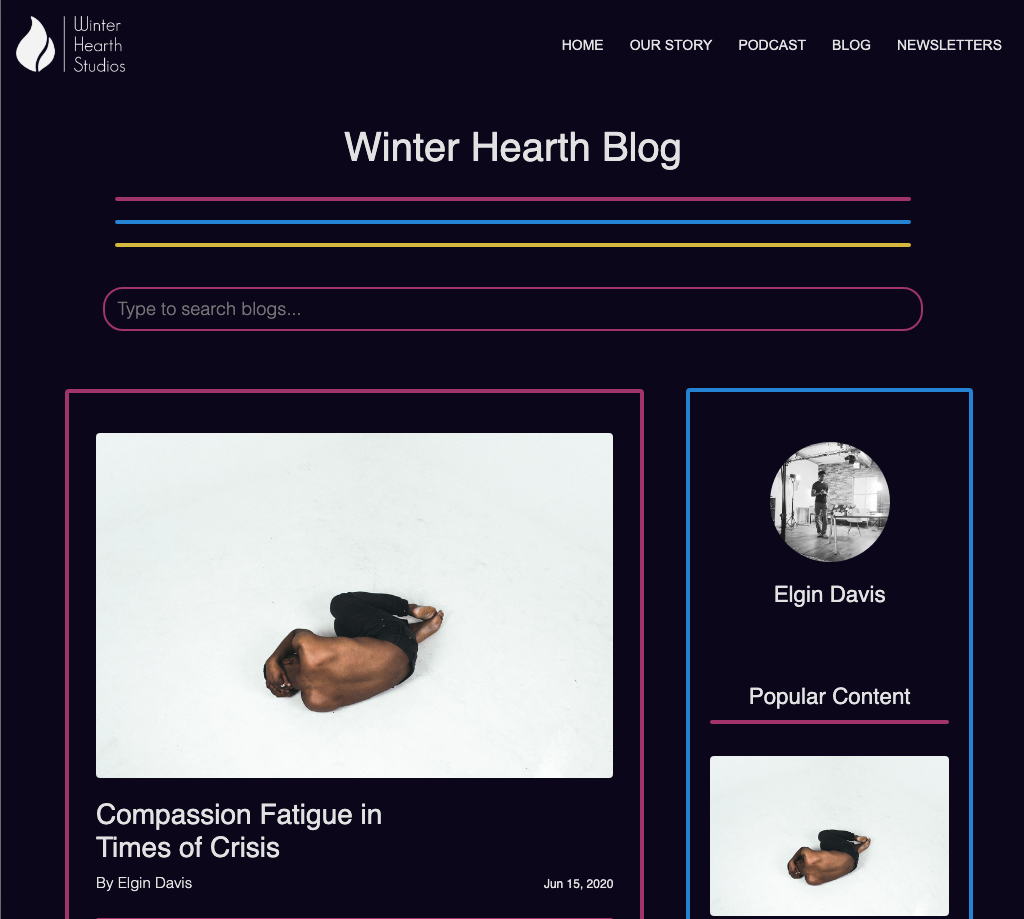 Winter
Hearth
Studios
HOME OUR STORY PODCAST BLOG NEWSLETTERS
Winter Hearth Blog
Type to search blogs...
Compassion Fatigue in
Times of Crisis
By Elgin Davis Jun 15, 2020
Elgin Davis
Popular Content